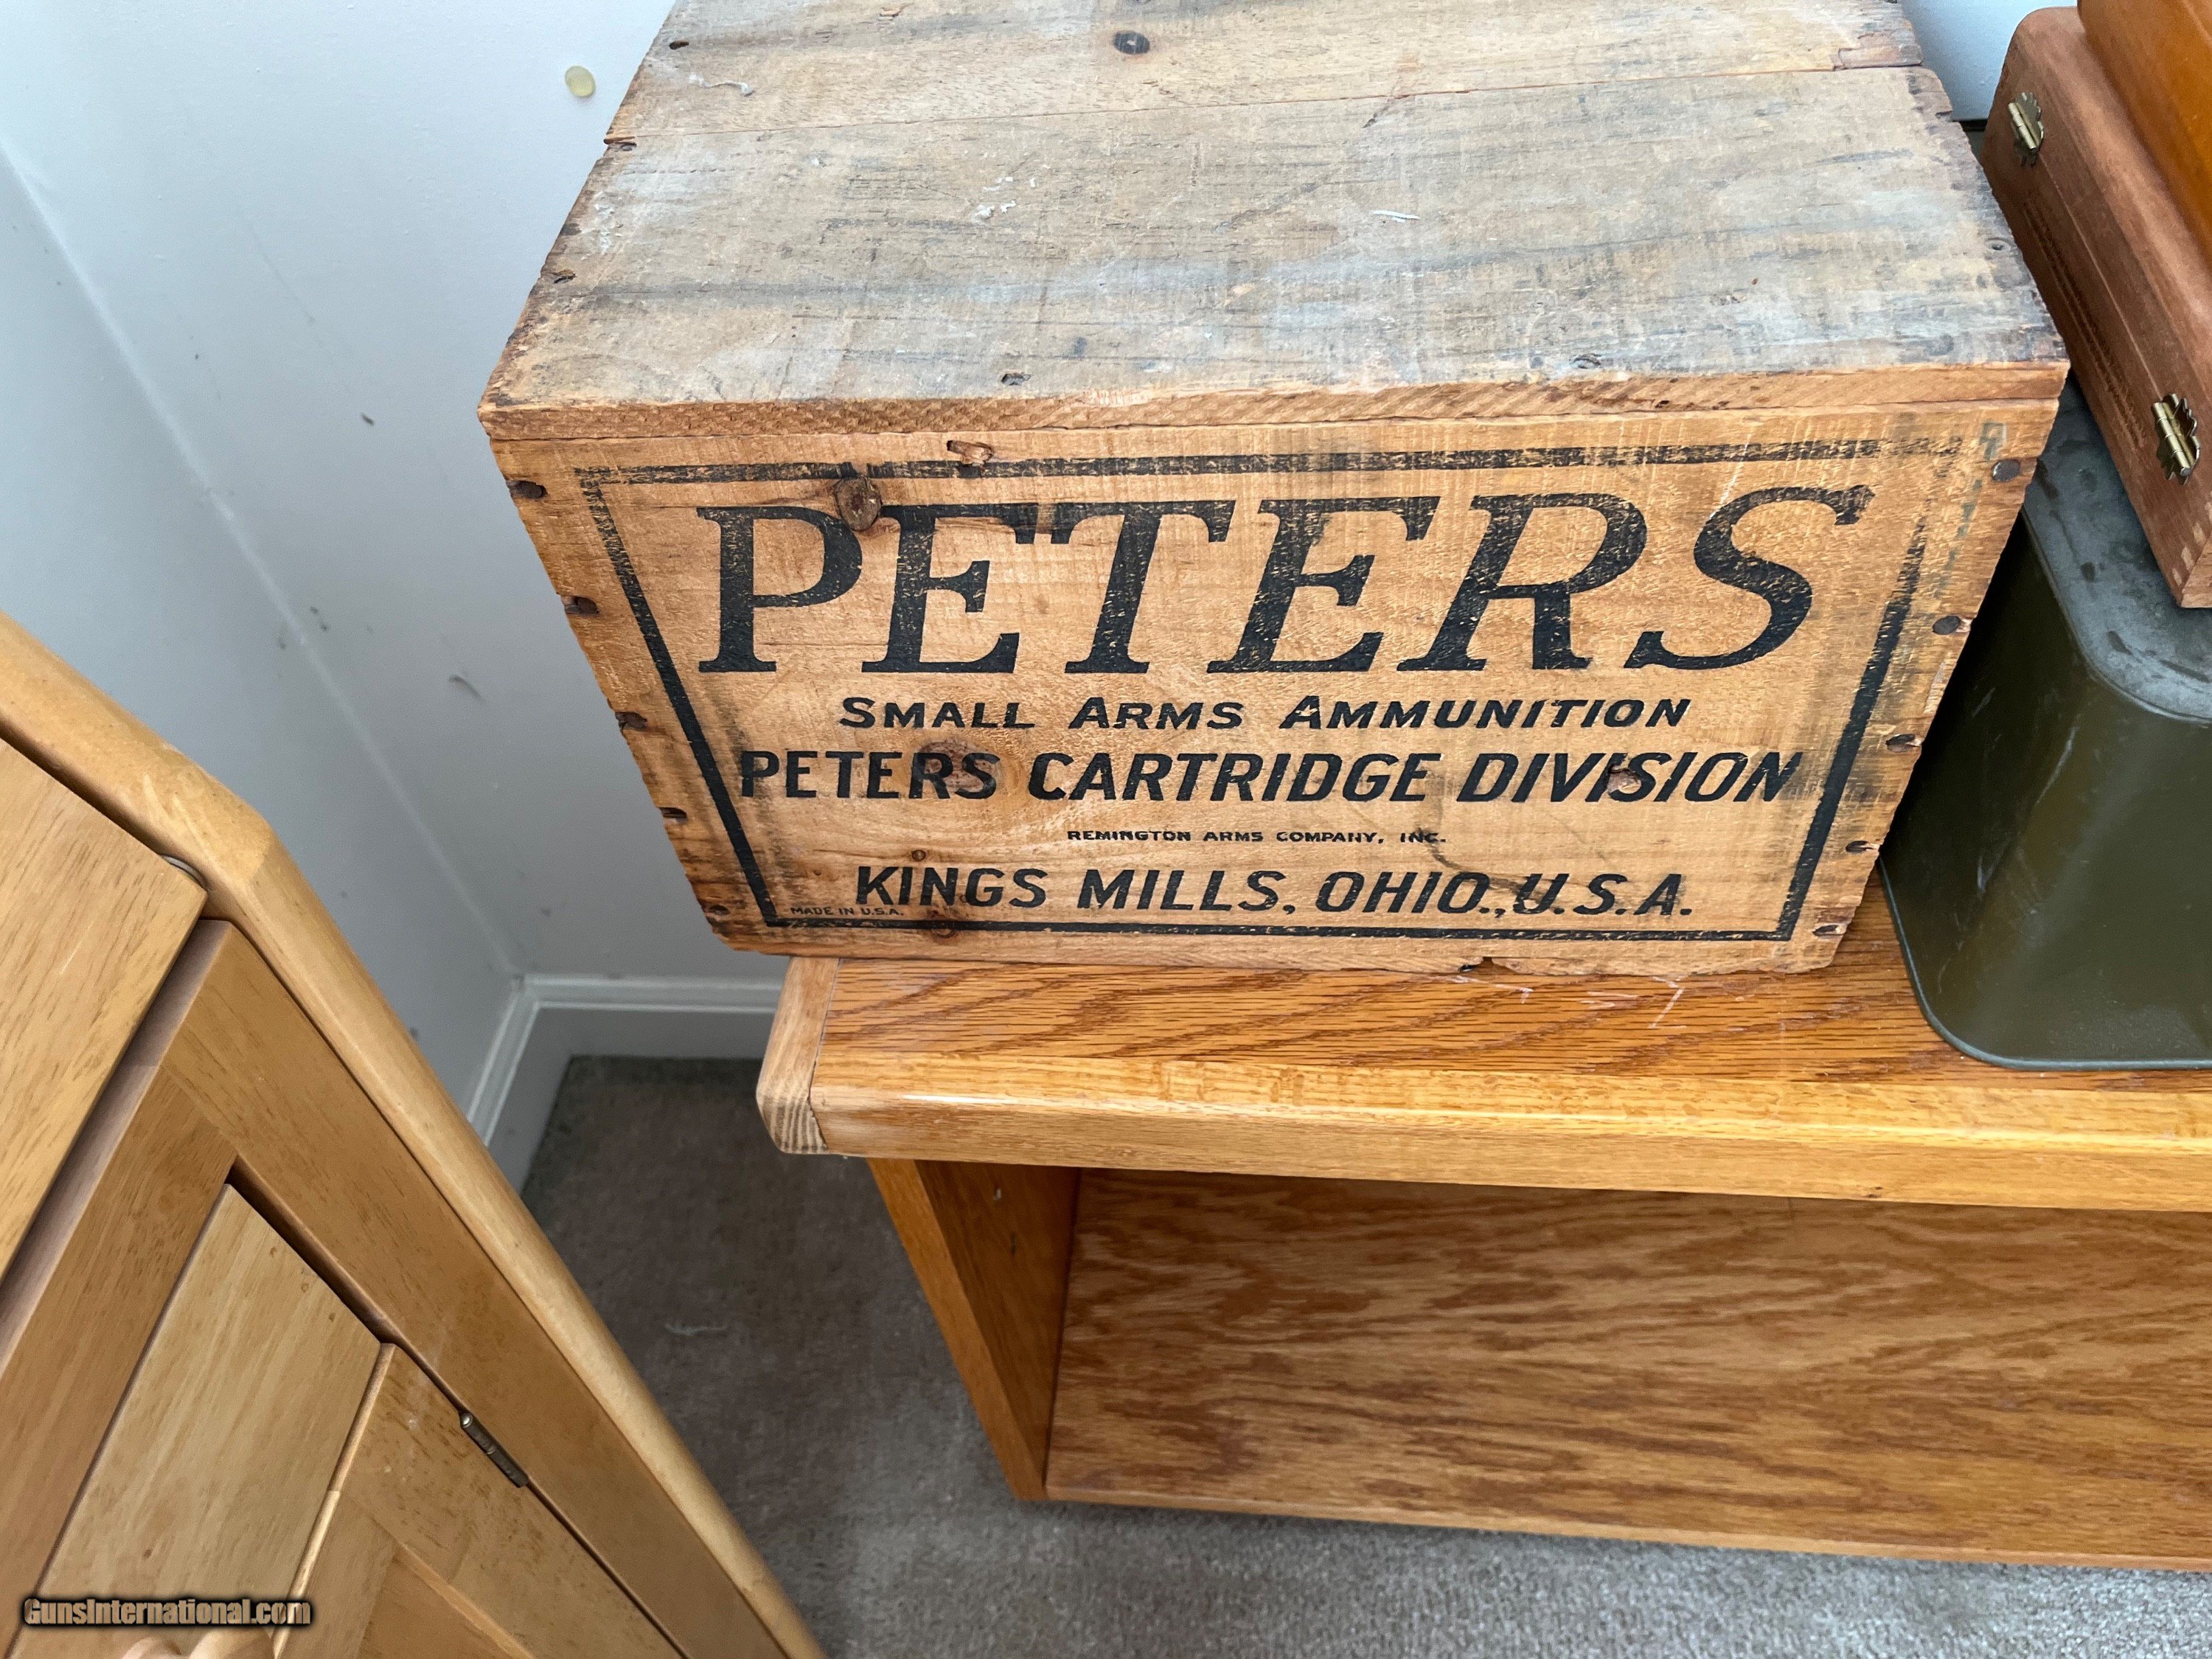 PETERS
SMALL ARMS AMMUNITION
PETERS CARTRIDGE DIVISION
REMINGTON ARMS COMPANY, INC.
KINGS MILLS, OHIO., U.S.A.
MADE IN U.S.A.
GunsInternational.com